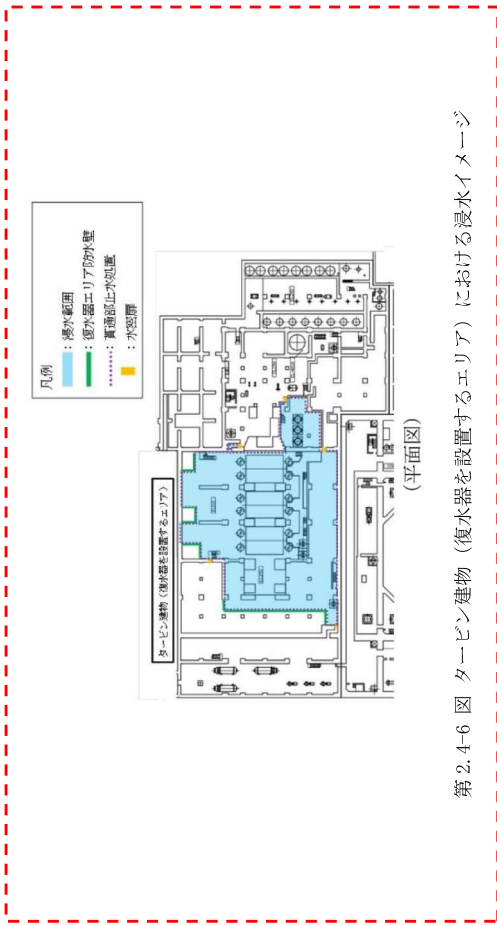 凡例
：浸水範囲
：復水器エリア防水壁
：貫通部止水処置
：水密扉
タービン建物（復水器を設置するエリア）
(平面図)
第2.4-6 図 タービン建物（復水器を設置するエリア）における浸水イメージ